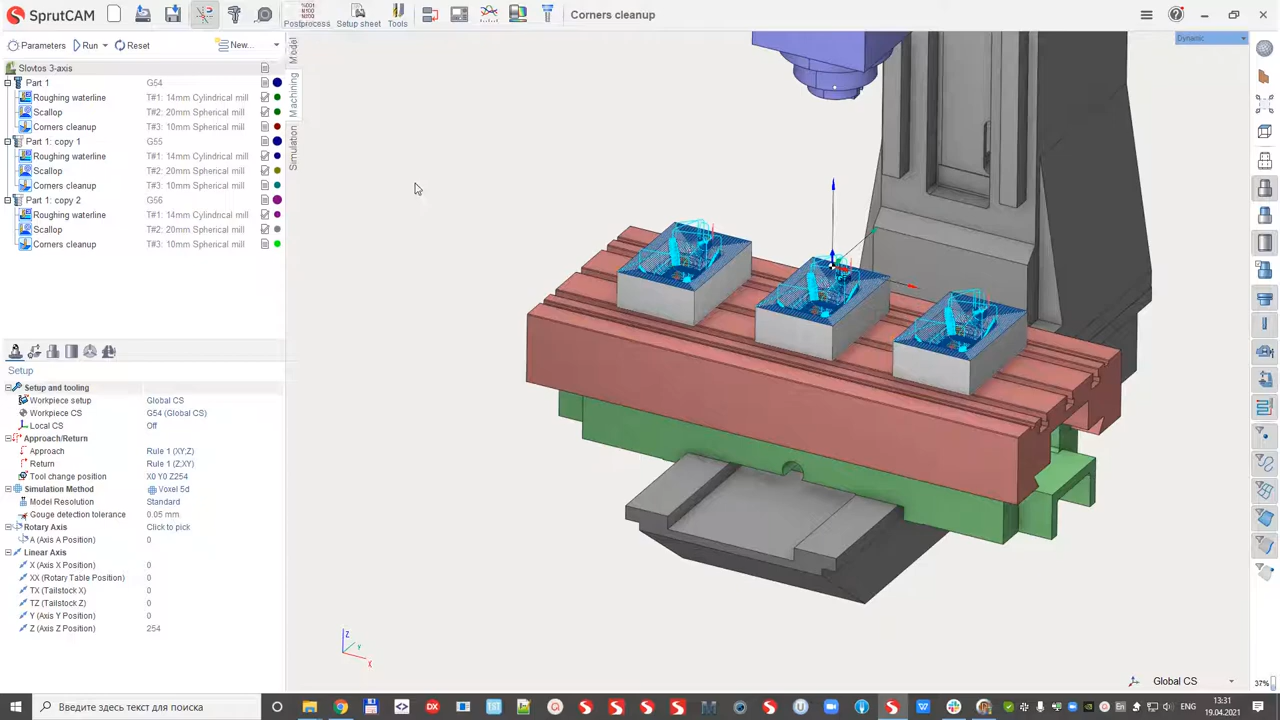 SprutCAM
Postprocess
Setup sheet
Tools
Corners cleanup
Parameters
Run
Reset
New...
Dynamic
Slovtos 3-axis
Part 1 G54
Roughing waterline T#1: 14mm Cylindrical mill
Scallop T#2: 20mm Spherical mill
Corners cleanup T#3: 10mm Spherical mill
Part 1: copy 1 G55
Roughing waterline T#1: 14mm Cylindrical mill
Scallop T#2: 20mm Spherical mill
Corners cleanup T#3: 10mm Spherical mill
Part 1: copy 2 G56
Roughing waterline T#1: 14mm Cylindrical mill
Scallop T#2: 20mm Spherical mill
Corners cleanup T#3: 10mm Spherical mill
Model
Machining
Simulation
Setup
Setup and tooling
Workpiece setup Global CS
Workpiece CS G54 (Global CS)
Local CS Off
Approach/Return
Approach Rule 1 (XY;Z)
Return Rule 1 (Z;XY)
Tool change position X0 Y0 Z254
Simulation Method Voxel 5d
Model Resolution Standard
Gouge detection tolerance 0.05 mm
Rotary Axis Click to pick
A (Axis A Position) 0
Linear Axis
X (Axis X Position) 0
XX (Rotary Table Position) 0
TX (Tailstock X) 0
TZ (Tailstock Z) 0
Y (Axis Y Position) 0
Z (Axis Z Position) 254
Z
Y
X
Global CS
37%
Введите здесь текст для поиска
ENG
13:31
19.04.2021